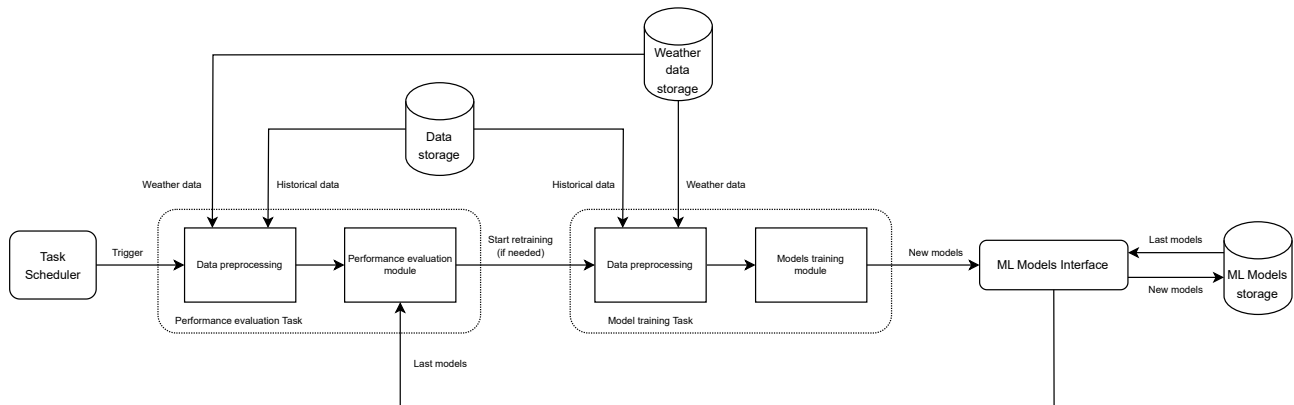 Weather
data
storage
Data
storage
Weather data
Historical data
Historical data
Weather data
Task
Scheduler
Trigger
Data preprocessing
Performance evaluation
module
Start retraining
(if needed)
Data preprocessing
Models training
module
New models
ML Models Interface
Last models
New models
ML Models
storage
Performance evaluation Task
Model training Task
Last models